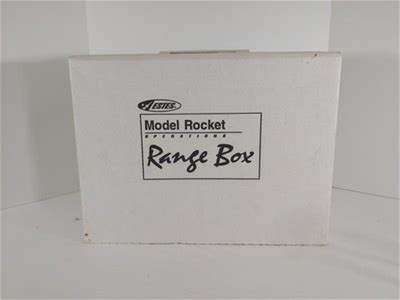 ESTES
Model Rocket
OPERATIONS
Range Box